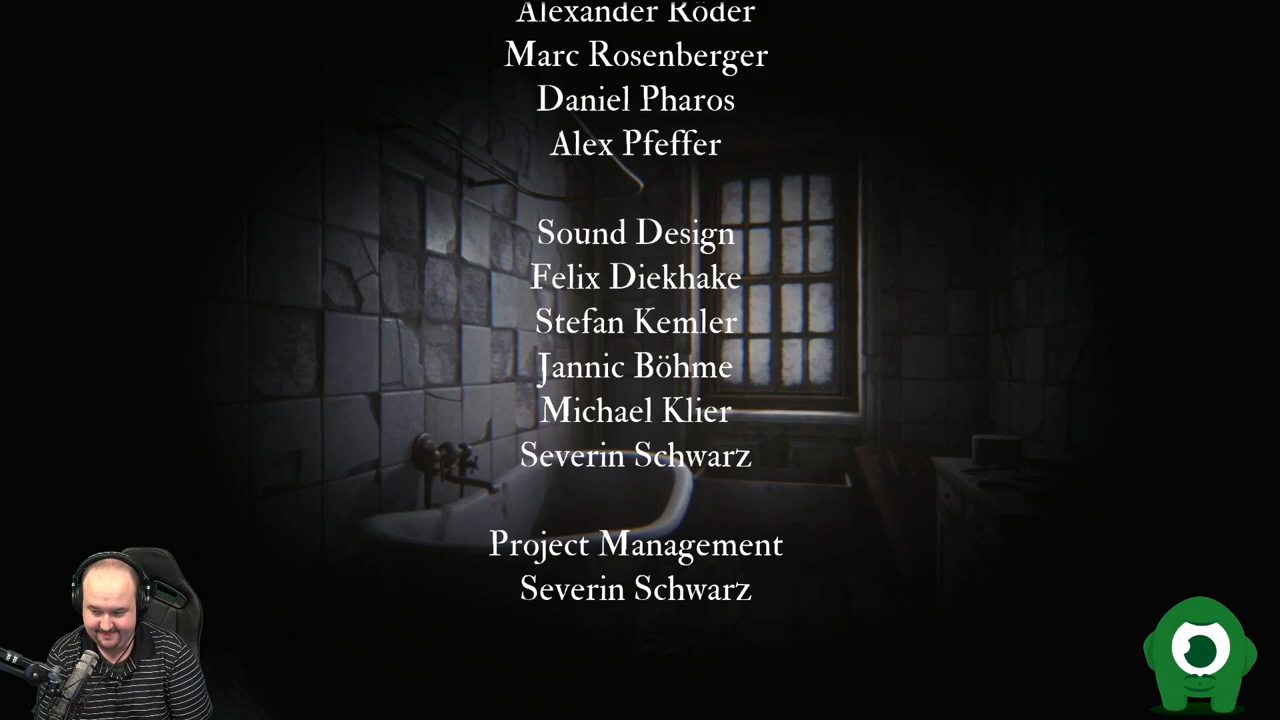 Alexander Röder
Marc Rosenberger
Daniel Pharos
Alex Pfeffer
Sound Design
Felix Diekhake
Stefan Kemler
Jannic Böhme
Michael Klier
Severin Schwarz
Project Management
Severin Schwarz